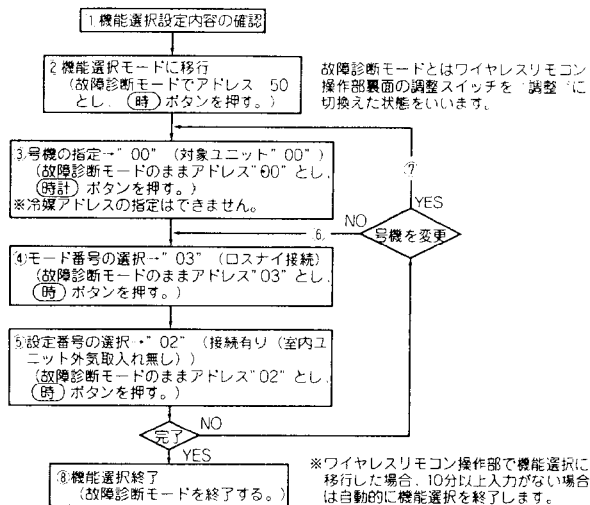 1.機能選択設定内容の確認
②機能選択モードに移行
(故障診断モードでアドレス 50
とし、(時)ボタンを押す。)
故障診断モードとはワイヤレスリモコン
操作部裏面の調整スイッチを"調整"に
切換えた状態をいいます。
③号機の指定→"00"(対象ユニット"00")
(故障診断モードのままアドレス"00"とし、
(時計)ボタンを押す。)
※冷媒アドレスの指定はできません。
⑦
YES
NO
⑥
号機を変更
④モード番号の選択→"03"(ロスナイ接続)
(故障診断モードのままアドレス"03"とし、
(時)ボタンを押す。)
⑤設定番号の選択→"02"(接続有り(室内ユ
ニット外気取入れ無し))
(故障診断モードのままアドレス"02"とし、
(時)ボタンを押す。)
NO
完了
YES
⑧機能選択終了
(故障診断モードを終了する。)
※ワイヤレスリモコン操作部で機能選択に
移行した場合、10分以上入力がない場合
は自動的に機能選択を終了します。